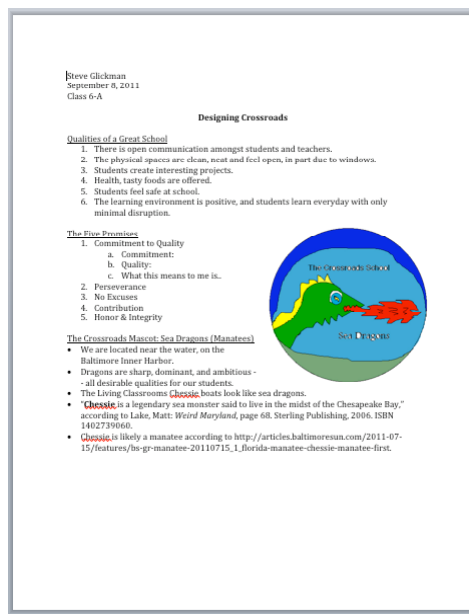 Steve Glickman
September 8, 2011
Class 6-A
Designing Crossroads
Qualities of a Great School
1. There is open communication amongst students and teachers.
2. The physical spaces are clean, neat and feel open, in part due to windows.
3. Students create interesting projects.
4. Health, tasty foods are offered.
5. Students feel safe at school.
6. The learning environment is positive, and students learn everyday with only
minimal disruption.
The Five Promises
1. Commitment to Quality
a. Commitment:
b. Quality:
c. What this means to me is..
2. Perseverance
3. No Excuses
4. Contribution
5. Honor & Integrity
The Crossroads School
Sea Dragons
The Crossroads Mascot: Sea Dragons (Manatees)
• We are located near the water, on the
Baltimore Inner Harbor.
• Dragons are sharp, dominant, and ambitious -
- all desirable qualities for our students.
• The Living Classrooms Chessie boats look like sea dragons.
• "Chessie is a legendary sea monster said to live in the midst of the Chesapeake Bay,"
according to Lake, Matt: Weird Maryland, page 68. Sterling Publishing, 2006. ISBN
1402739060.
• Chessie is likely a manatee according to http://articles.baltimoresun.com/2011-07-
15/features/bs-gr-manatee-20110715_1_florida-manatee-chessie-manatee-first.